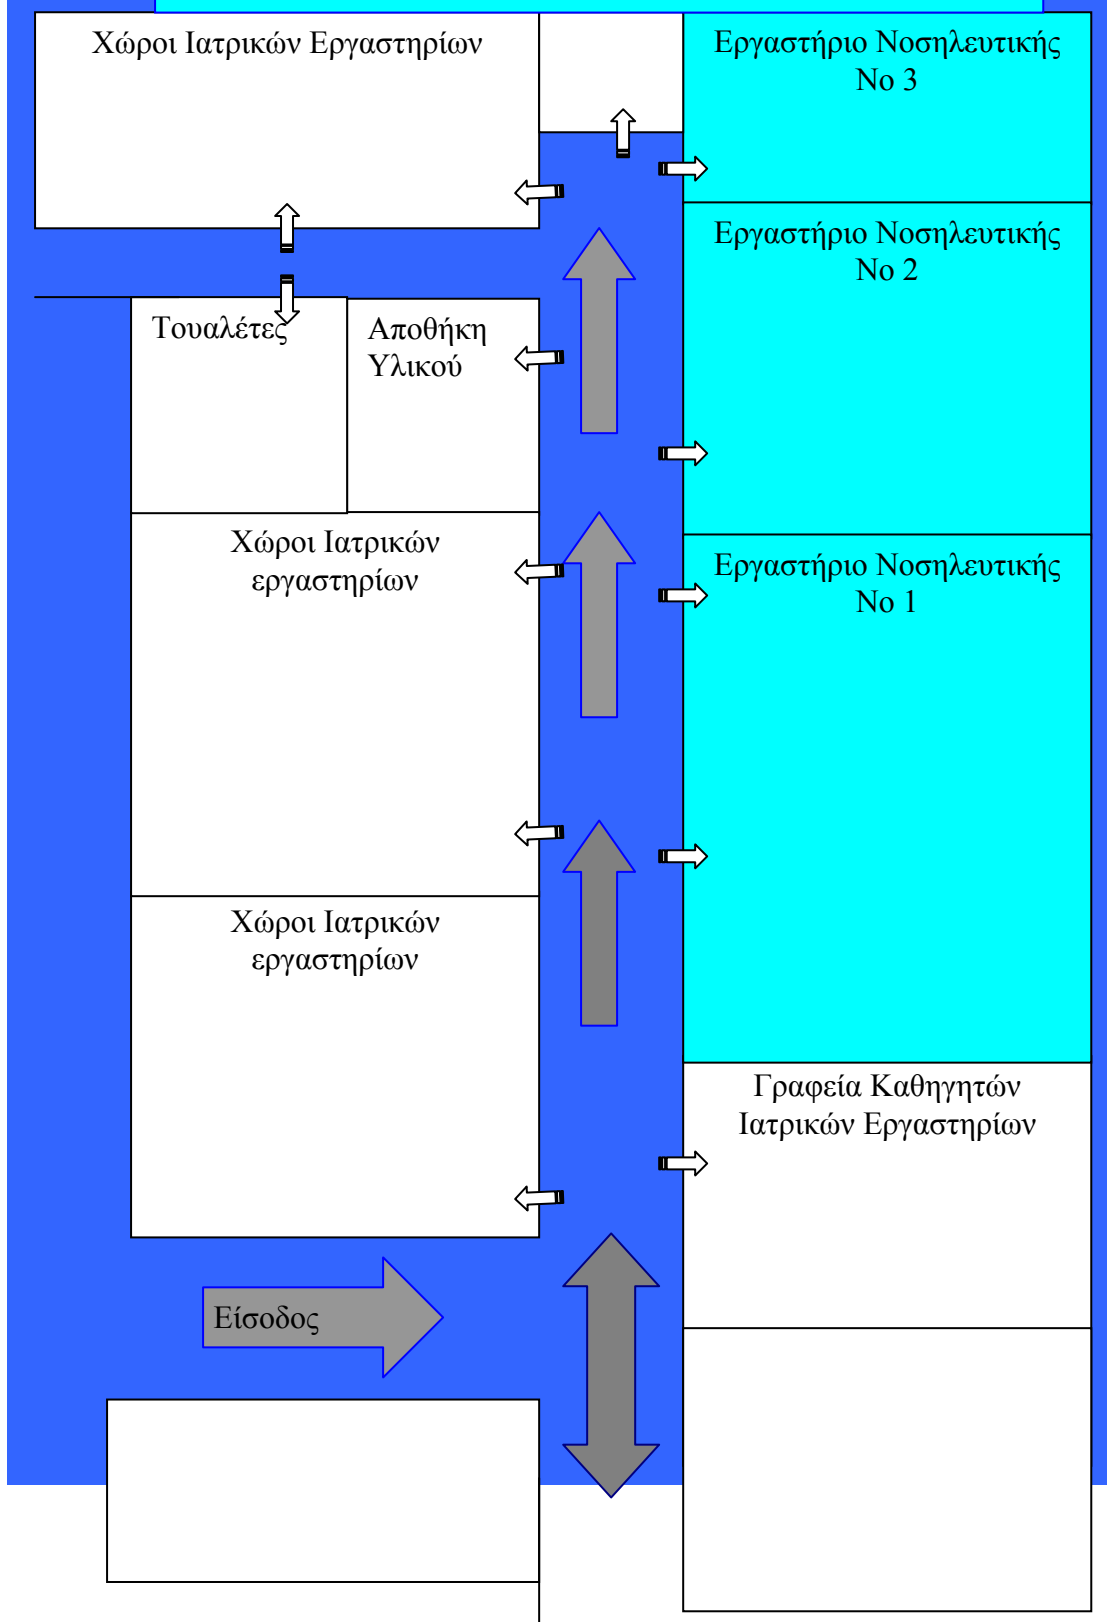 Χώροι Ιατρικών Εργαστηρίων
Εργαστήριο Νοσηλευτικής
Νο 3
Εργαστήριο Νοσηλευτικής
Νο 2
Τουαλέτες
Αποθήκη
Υλικού
Χώροι Ιατρικών
εργαστηρίων
Εργαστήριο Νοσηλευτικής
Νο 1
Χώροι Ιατρικών
εργαστηρίων
Γραφεία Καθηγητών
Ιατρικών Εργαστηρίων
Είσοδος